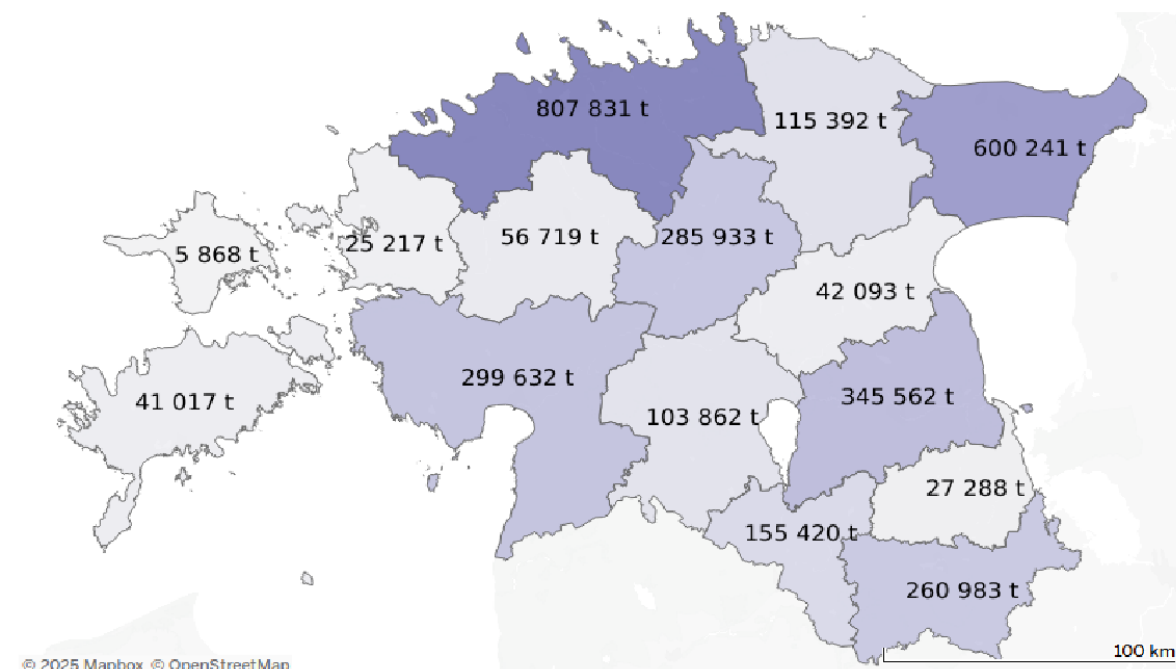 807 831 t
115 392 t
600 241 t
5 868 t
25 217 t
56 719 t
285 933 t
42 093 t
41 017 t
299 632 t
103 862 t
345 562 t
27 288 t
155 420 t
260 983 t
100 km
© 2025 Mapbox © OpenStreetMap